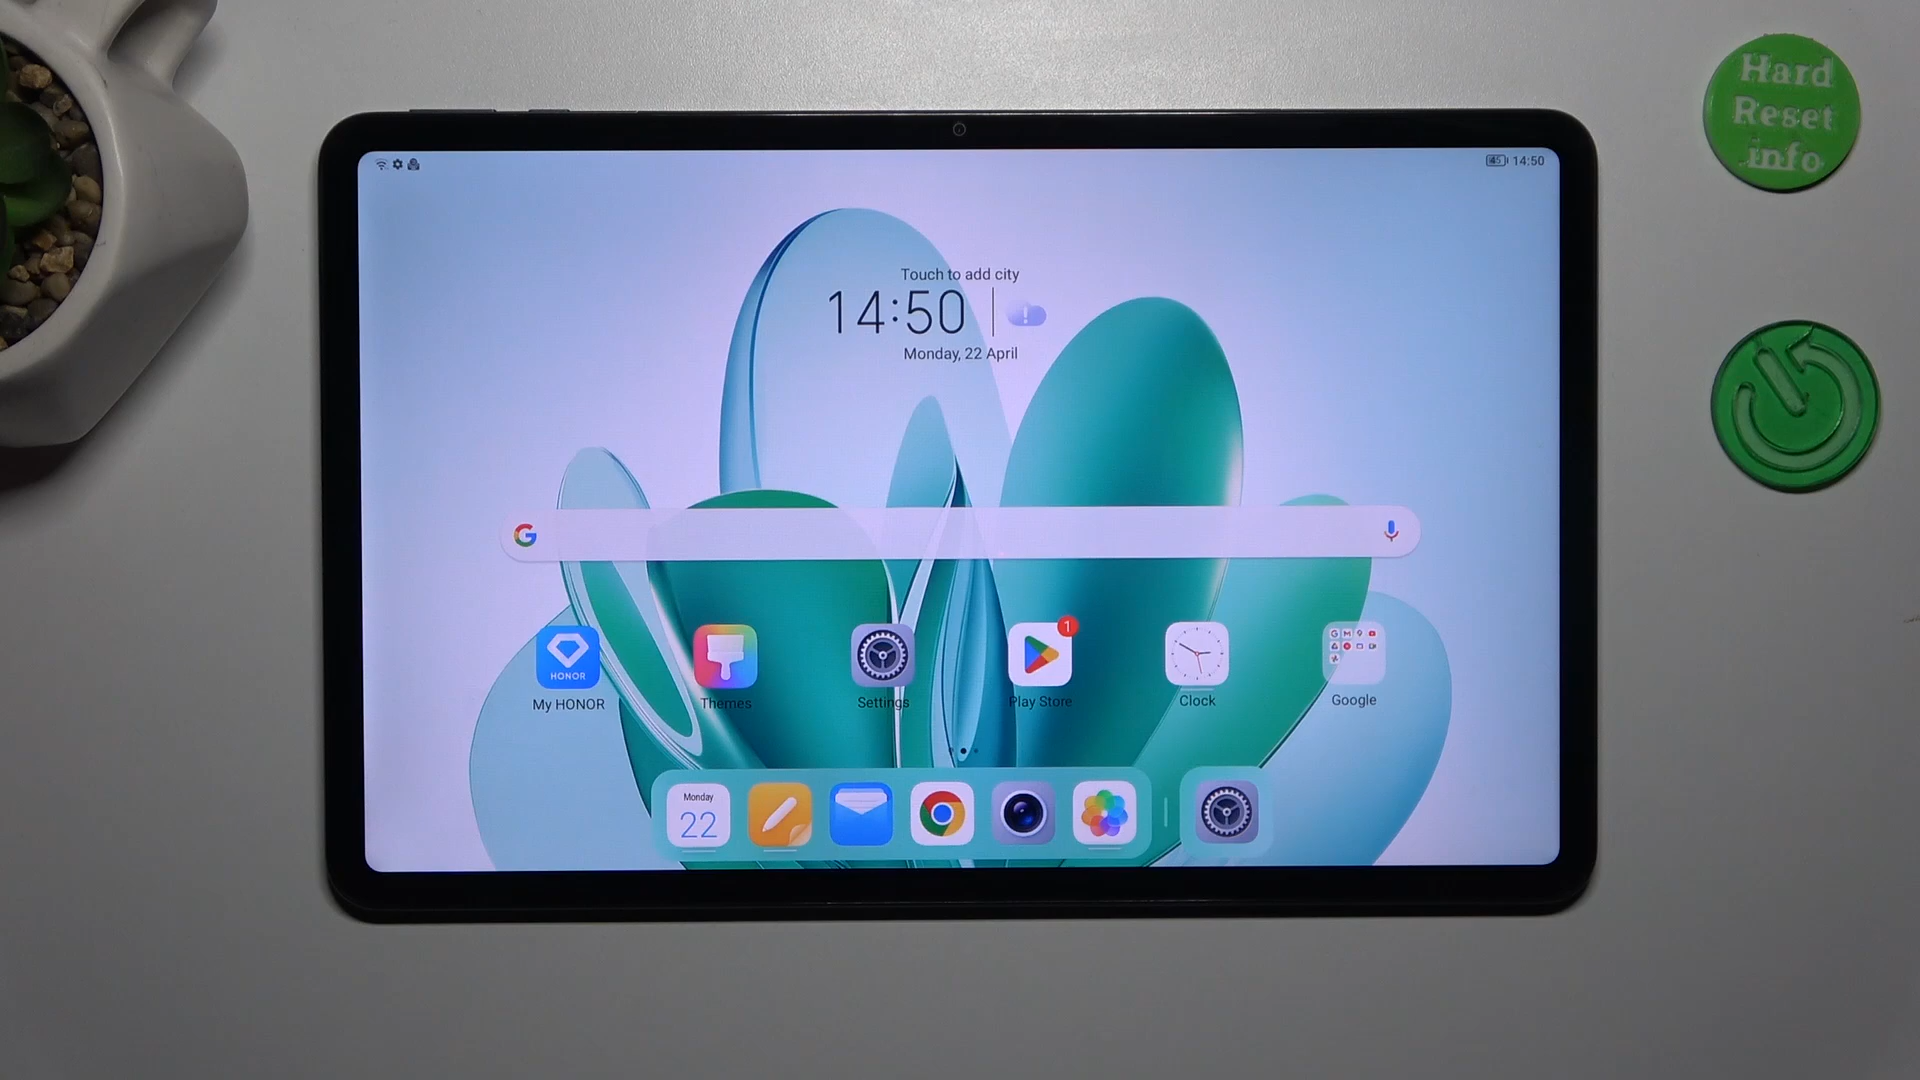 Hard
Reset
info
45 14:50
Touch to add city
14:50
Monday, 22 April
HONOR
1
My HONOR
Themes
Settings
Play Store
Clock
Google
Monday
22